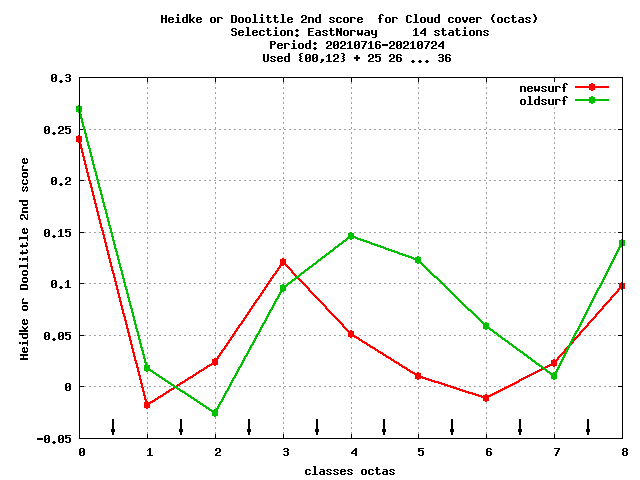 Heidke or Doolittle 2nd score  for Cloud cover (octas)
Selection: EastNorway     14 stations
Period: 20210716-20210724
Used {00,12} + 25 26 ... 36
newsurf
oldsurf
0.3
0.25
0.2
0.15
0.1
0.05
0
-0.05
Heidke or Doolittle 2nd score
0 1 2 3 4 5 6 7 8
classes octas